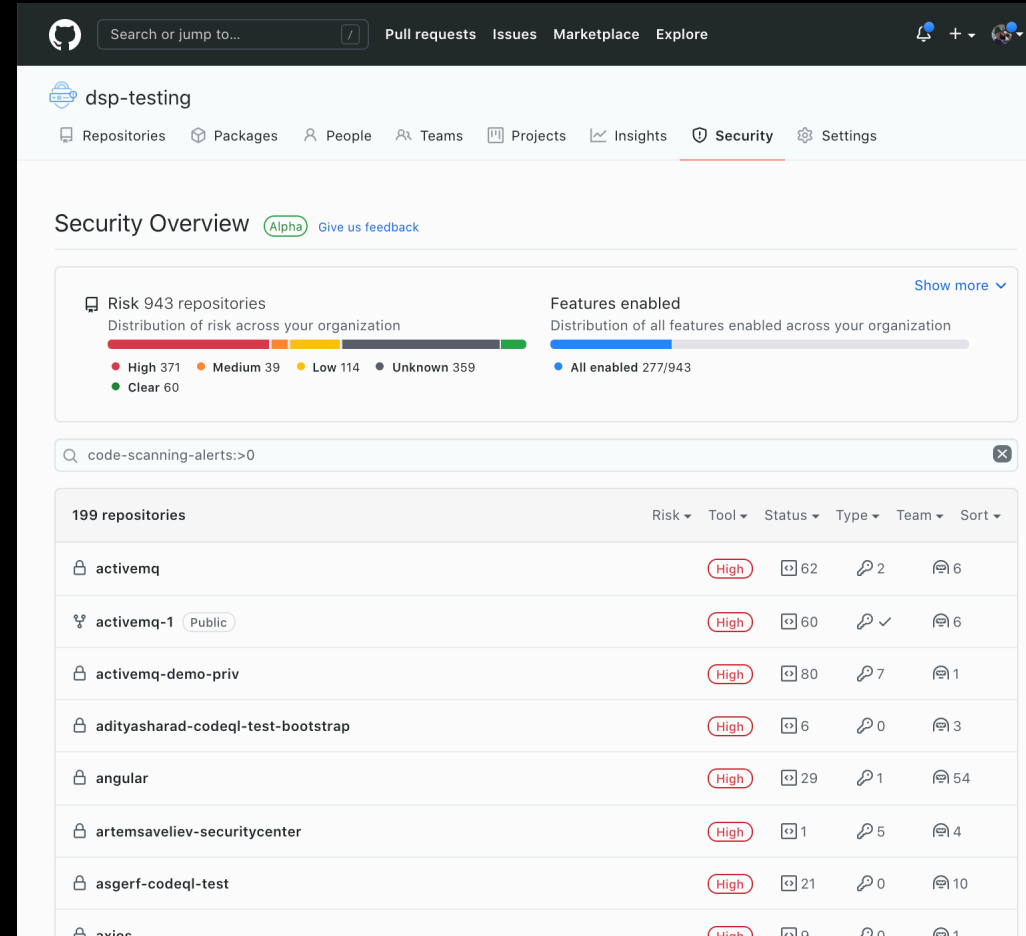 Search or jump to... /
Pull requests Issues Marketplace Explore
dsp-testing
Repositories Packages People Teams Projects Insights Security Settings
Security Overview Alpha Give us feedback
Show more
Risk 943 repositories
Distribution of risk across your organization
High 371 Medium 39 Low 114 Unknown 359
Clear 60
Features enabled
Distribution of all features enabled across your organization
All enabled 277/943
code-scanning-alerts:>0
199 repositories Risk Tool Status Type Team Sort
activemq High 62 2 6
activemq-1 Public High 60 6
activemq-demo-priv High 80 7 1
adityasharad-codeql-test-bootstrap High 6 0 3
angular High 29 1 54
artemsaveliev-securitycenter High 1 5 4
asgerf-codeql-test High 21 0 10
axios High 9 0 1